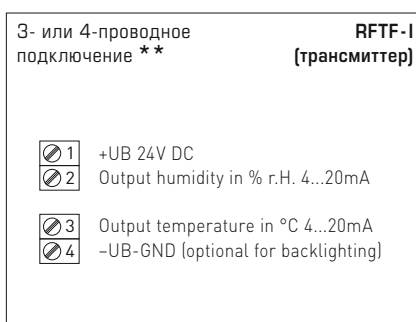 3- или 4-проводное RFTF-I
подключение ** (трансмиттер)
1 +UB 24V DC
2 Output humidity in % r.H. 4...20mA
3 Output temperature in °C 4...20mA
4 –UB-GND (optional for backlighting)